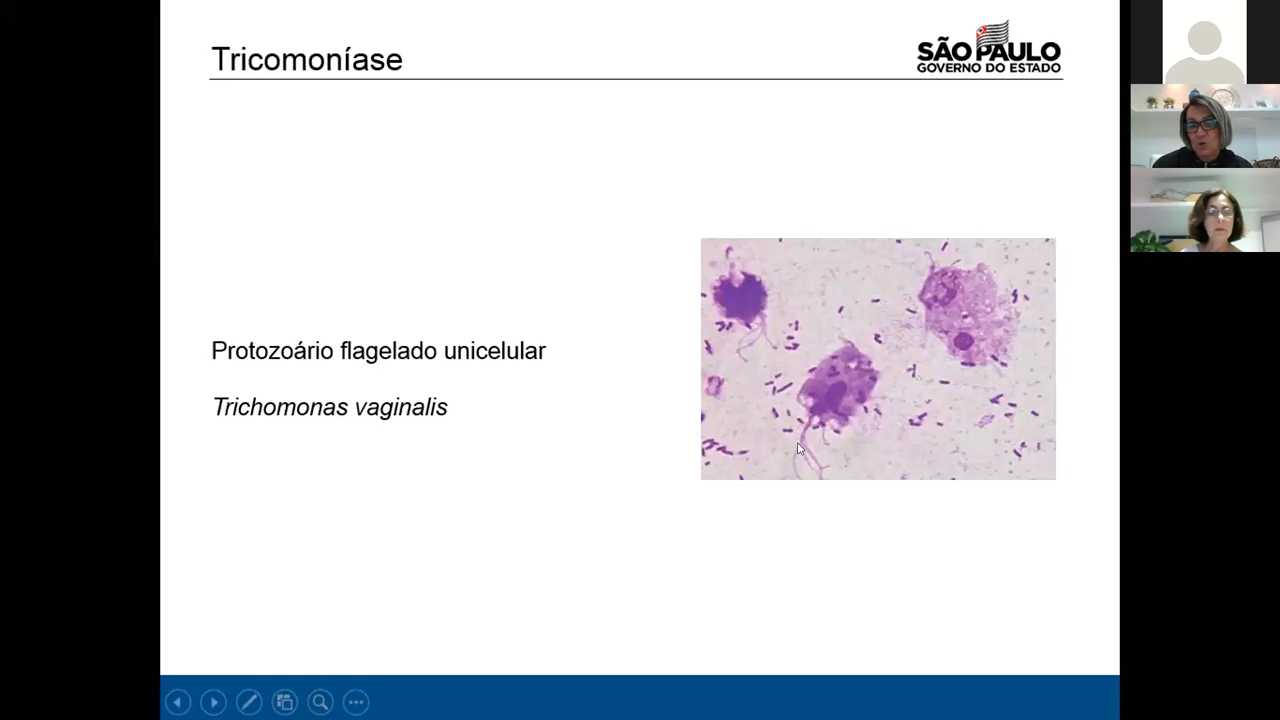 Tricomoníase
SÃO PAULO
GOVERNO DO ESTADO
Protozoário flagelado unicelular
Trichomonas vaginalis